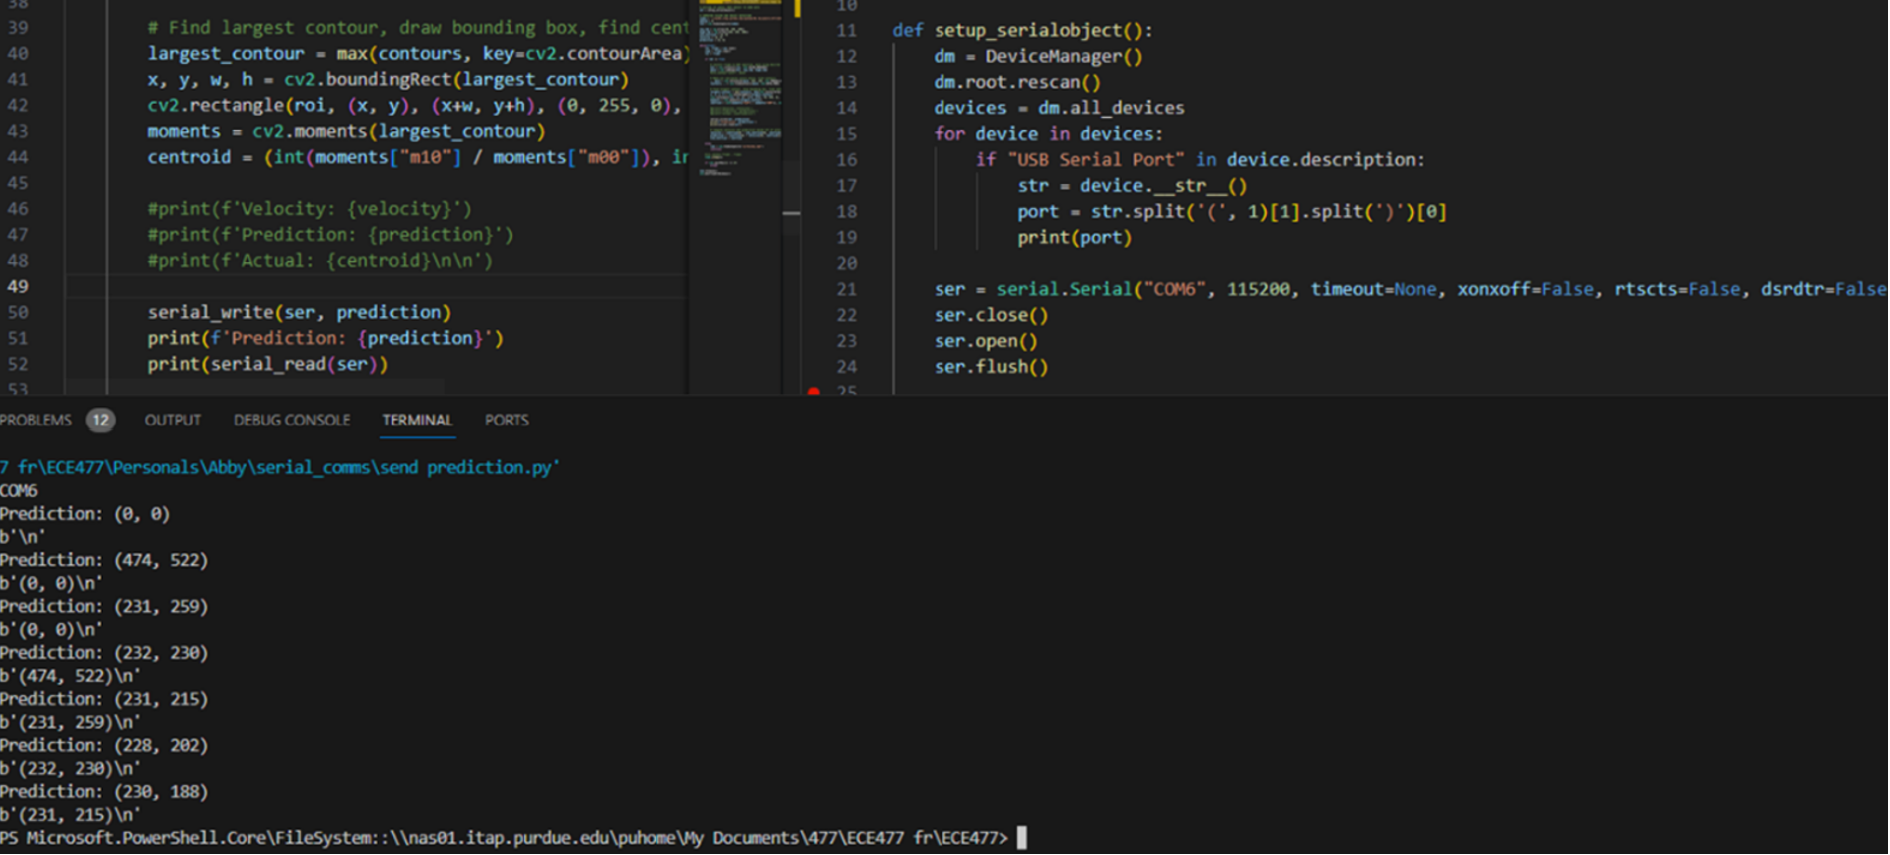 38
39 # Find largest contour, draw bounding box, find cent
40 largest_contour = max(contours, key=cv2.contourArea)
41 x, y, w, h = cv2.boundingRect(largest_contour)
42 cv2.rectangle(roi, (x, y), (x+w, y+h), (0, 255, 0),
43 moments = cv2.moments(largest_contour)
44 centroid = (int(moments["m10"] / moments["m00"]), in
45
46 #print(f'Velocity: {velocity}')
47 #print(f'Prediction: {prediction}')
48 #print(f'Actual: {centroid}\n\n')
49
50 serial_write(ser, prediction)
51 print(f'Prediction: {prediction}')
52 print(serial_read(ser))
53
10
11 def setup_serialobject():
12 dm = DeviceManager()
13 dm.root.rescan()
14 devices = dm.all_devices
15 for device in devices:
16 if "USB Serial Port" in device.description:
17 str = device.__str__()
18 port = str.split('(', 1)[1].split(')')[0]
19 print(port)
20
21 ser = serial.Serial("COM6", 115200, timeout=None, xonxoff=False, rtscts=False, dsrdtr=False
22 ser.close()
23 ser.open()
24 ser.flush()
25
PROBLEMS 12 OUTPUT DEBUG CONSOLE TERMINAL PORTS
7 fr\ECE477\Personals\Abby\serial_comms\send prediction.py'
COM6
Prediction: (0, 0)
b'\n'
Prediction: (474, 522)
b'(0, 0)\n'
Prediction: (231, 259)
b'(0, 0)\n'
Prediction: (232, 230)
b'(474, 522)\n'
Prediction: (231, 215)
b'(231, 259)\n'
Prediction: (228, 202)
b'(232, 230)\n'
Prediction: (230, 188)
b'(231, 215)\n'
PS Microsoft.PowerShell.Core\FileSystem::\\nas01.itap.purdue.edu\puhome\My Documents\477\ECE477 fr\ECE477>